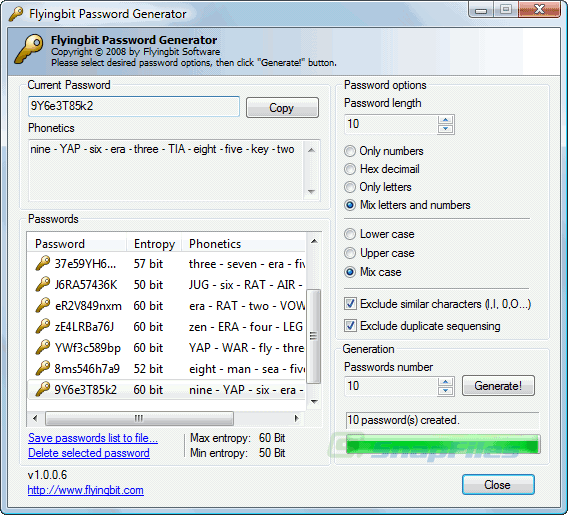 Flyingbit Password Generator
Flyingbit Password Generator
Copyright © 2008 by Flyingbit Software
Please select desired password options, then click "Generate!" button.
Current Password
9Y6e3T85k2
Copy
Phonetics
nine - YAP - six - era - three - TIA - eight - five - key - two
Passwords
Password Entropy Phonetics
37e59YH6... 57 bit three - seven - era - fiv
J6RA57436K 50 bit JUG - six - RAT - AIR -
eR2V849nxm 60 bit era - RAT - two - VOW
zE4LRBa76J 60 bit zen - ERA - four - LEG
YWf3c589bp 60 bit YAP - WAR - fly - three
8ms546h7a9 52 bit eight - man - sea - five
9Y6e3T85k2 60 bit nine - YAP - six - era -
Save passwords list to file...
Delete selected password
Max entropy: 60 Bit
Min entropy: 50 Bit
v1.0.0.6
http://www.flyingbit.com
Password options
Password length
10
Only numbers
Hex decimal
Only letters
Mix letters and numbers
Lower case
Upper case
Mix case
Exclude similar characters (l,I, 0,O...)
Exclude duplicate sequensing
Generation
Passwords number
10
Generate!
10 password(s) created.
SnapFiles
Close